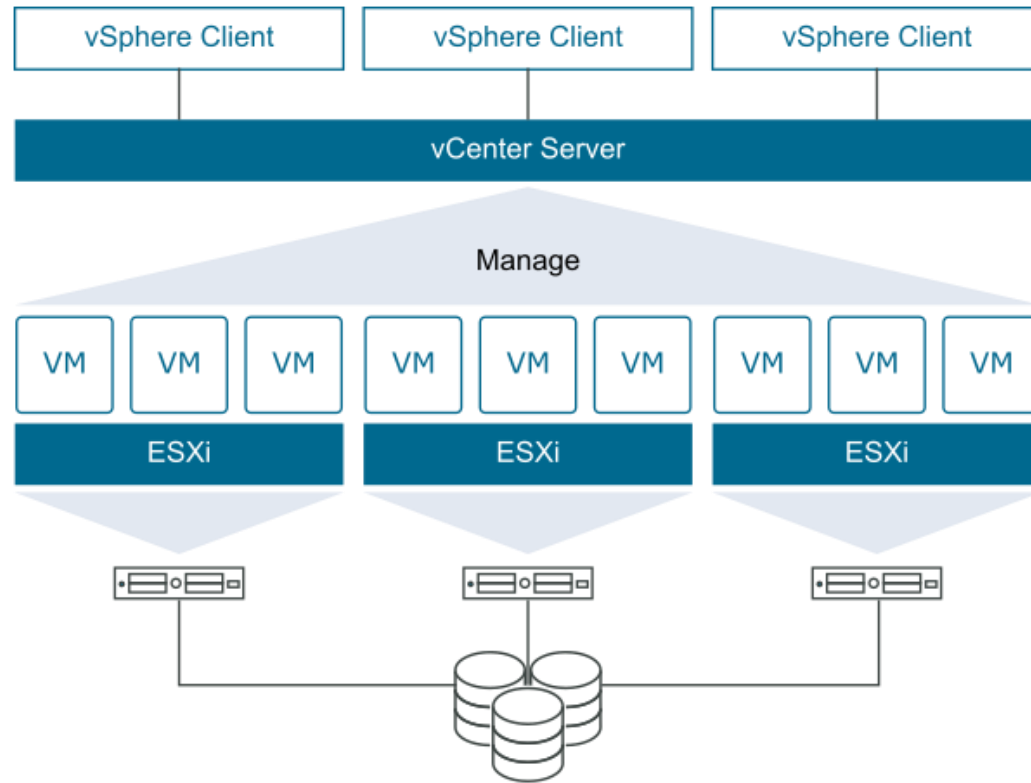 vSphere Client vSphere Client vSphere Client
vCenter Server
Manage
VM VM VM VM VM VM VM VM VM
ESXi ESXi ESXi